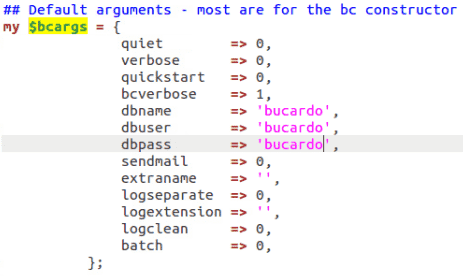 ## Default arguments - most are for the bc constructor
my $bcargs = {
              quiet        => 0,
              verbose      => 0,
              quickstart   => 0,
              bcverbose    => 1,
              dbname       => 'bucardo',
              dbuser       => 'bucardo',
              dbpass       => 'bucardo',
              sendmail     => 0,
              extraname    => '',
              logseparate  => 0,
              logextension => '',
              logclean     => 0,
              batch        => 0,
          };